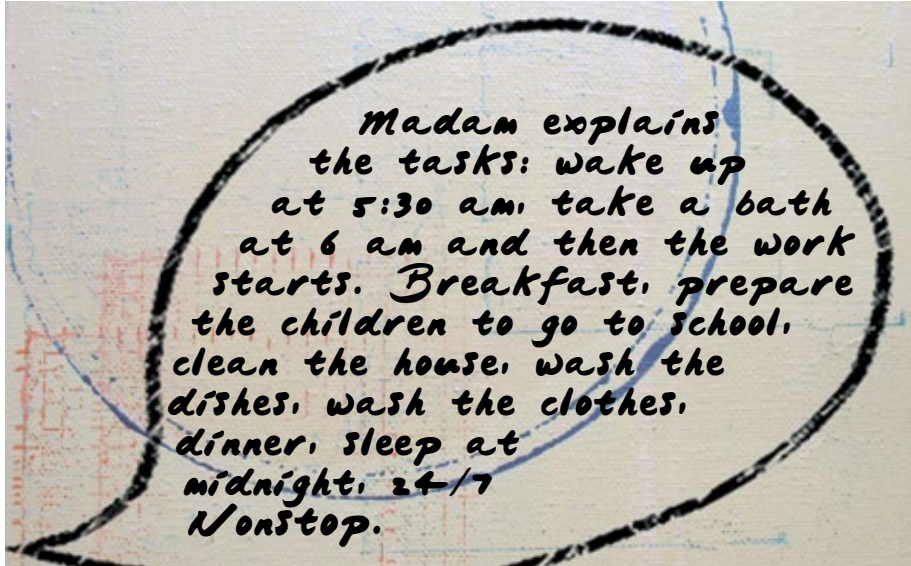 Madam explains
the tasks: wake up
at 5:30 am, take a bath
at 6 am and then the work
starts. Breakfast, prepare
the children to go to school,
clean the house, wash the
dishes, wash the clothes,
dinner, sleep at
midnight, 24/7
Nonstop.